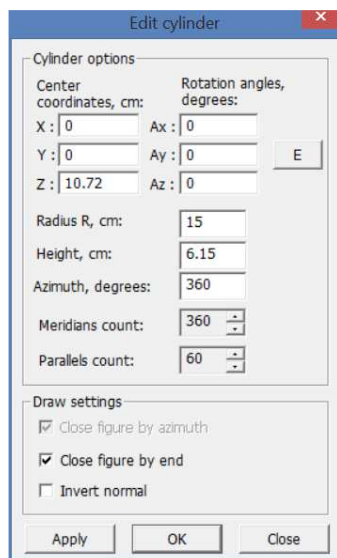 Edit cylinder
Cylinder options
Center coordinates, cm:
Rotation angles, degrees:
X : 0 Ax : 0
Y : 0 Ay : 0 E
Z : 10.72 Az : 0
Radius R, cm: 15
Height, cm: 6.15
Azimuth, degrees: 360
Meridians count: 360
Parallels count: 60
Draw settings
Close figure by azimuth
Close figure by end
Invert normal
Apply OK Close